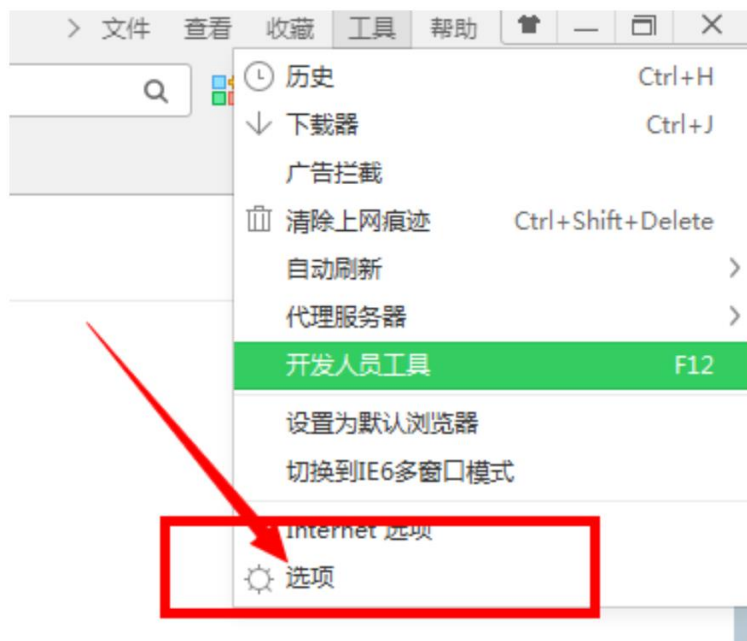 文件 查看 收藏 工具 帮助
历史 Ctrl+H
下载器 Ctrl+J
广告拦截
清除上网痕迹 Ctrl+Shift+Delete
自动刷新
代理服务器
开发人员工具 F12
设置为默认浏览器
切换到IE6多窗口模式
Internet 选项
选项